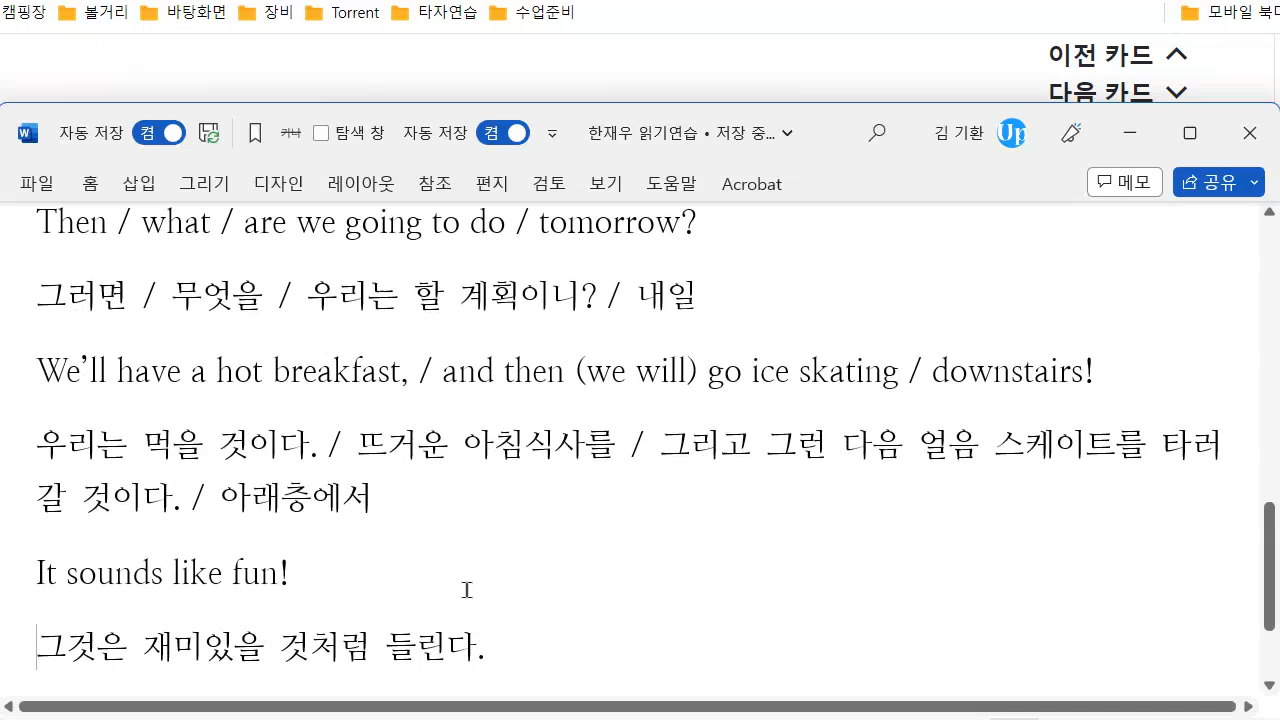 캠핑장 볼거리 바탕화면 장비 Torrent 타자연습 수업준비 모바일 북
이전 카드
다음 카드
자동 저장 켬 가나 탐색 창 자동 저장 켬 한재우 읽기연습 • 저장 중... 김 기환 Up
파일 홈 삽입 그리기 디자인 레이아웃 참조 편지 검토 보기 도움말 Acrobat 메모 공유
Then / what / are we going to do / tomorrow?
그러면 / 무엇을 / 우리는 할 계획이니? / 내일
We’ll have a hot breakfast, / and then (we will) go ice skating / downstairs!
우리는 먹을 것이다. / 뜨거운 아침식사를 / 그리고 그런 다음 얼음 스케이트를 타러
갈 것이다. / 아래층에서
It sounds like fun!
그것은 재미있을 것처럼 들린다.